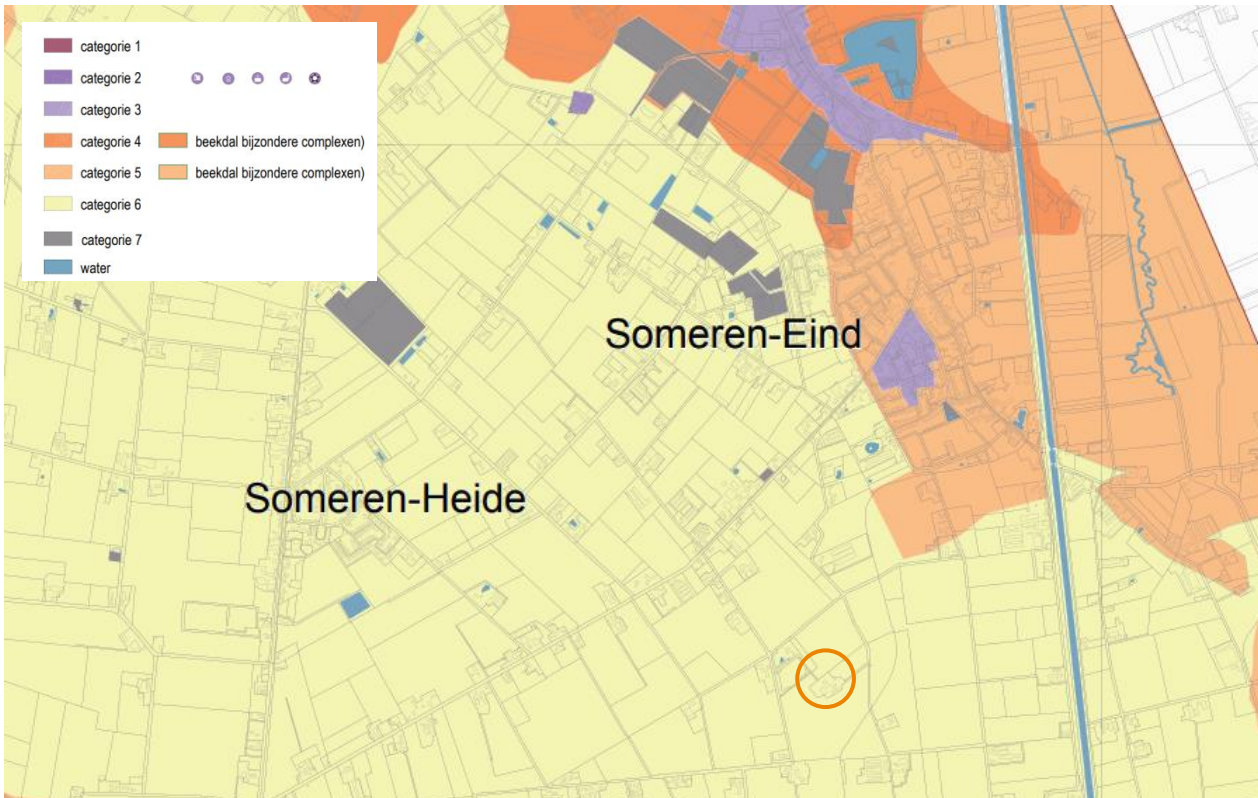 categorie 1
categorie 2
categorie 3
categorie 4 beekdal bijzondere complexen)
categorie 5 beekdal bijzondere complexen)
categorie 6
categorie 7
water
Someren-Eind
Someren-Heide